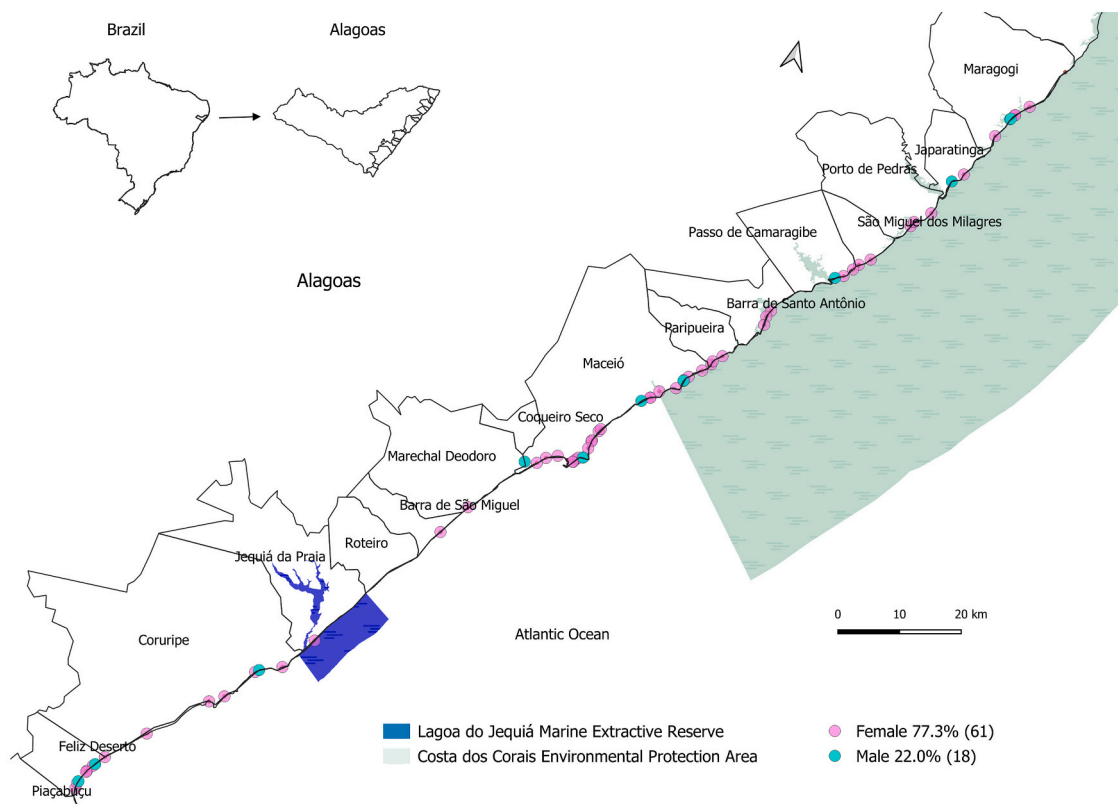 Brazil
Alagoas
Maragogi
Japaratinga
Porto de Pedras
São Miguel dos Milagres
Passo de Camaragibe
Alagoas
Barra de Santo Antônio
Paripueira
Maceió
Coqueiro Seco
Marechal Deodoro
Barra de São Miguel
Roteiro
Jequiá da Praia
0 10 20 km
Atlantic Ocean
Coruripe
Lagoa do Jequiá Marine Extractive Reserve
Female 77.3% (61)
Feliz Deserto
Costa dos Corais Environmental Protection Area
Male 22.0% (18)
Piaçabuçu